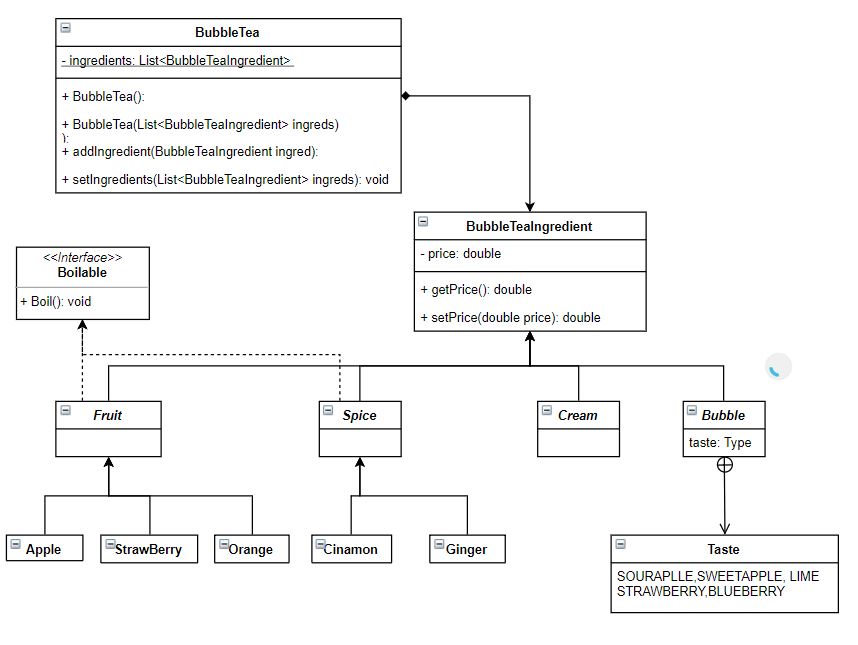 BubbleTea
- ingredients: List<BubbleTeaIngredient>
+ BubbleTea():
+ BubbleTea(List<BubbleTeaIngredient> ingreds)
):
+ addIngredient(BubbleTeaIngredient ingred):
+ setIngredients(List<BubbleTeaIngredient> ingreds): void
BubbleTeaIngredient
- price: double
+ getPrice(): double
+ setPrice(double price): double
<<Interface>>
Boilable
+ Boil(): void
Fruit
Spice
Cream
Bubble
taste: Type
Apple
StrawBerry
Orange
Cinamon
Ginger
Taste
SOURAPLLE,SWEETAPPLE, LIME
STRAWBERRY,BLUEBERRY